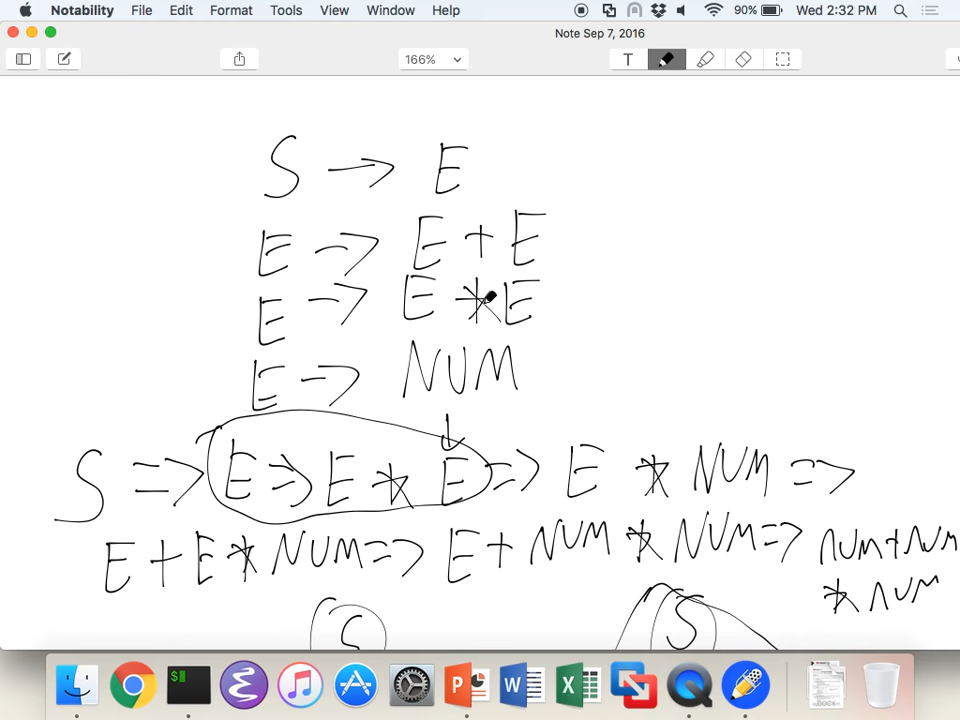 Notability File Edit Format Tools View Window Help 90% Wed 2:32 PM
Note Sep 7, 2016
166% T
S → E
E → E + E
E → E * E
E → NUM
S => E => E * E => E * NUM =>
E + E * NUM => E + NUM * NUM => NUM + NUM
* NUM
S S
$ P W X